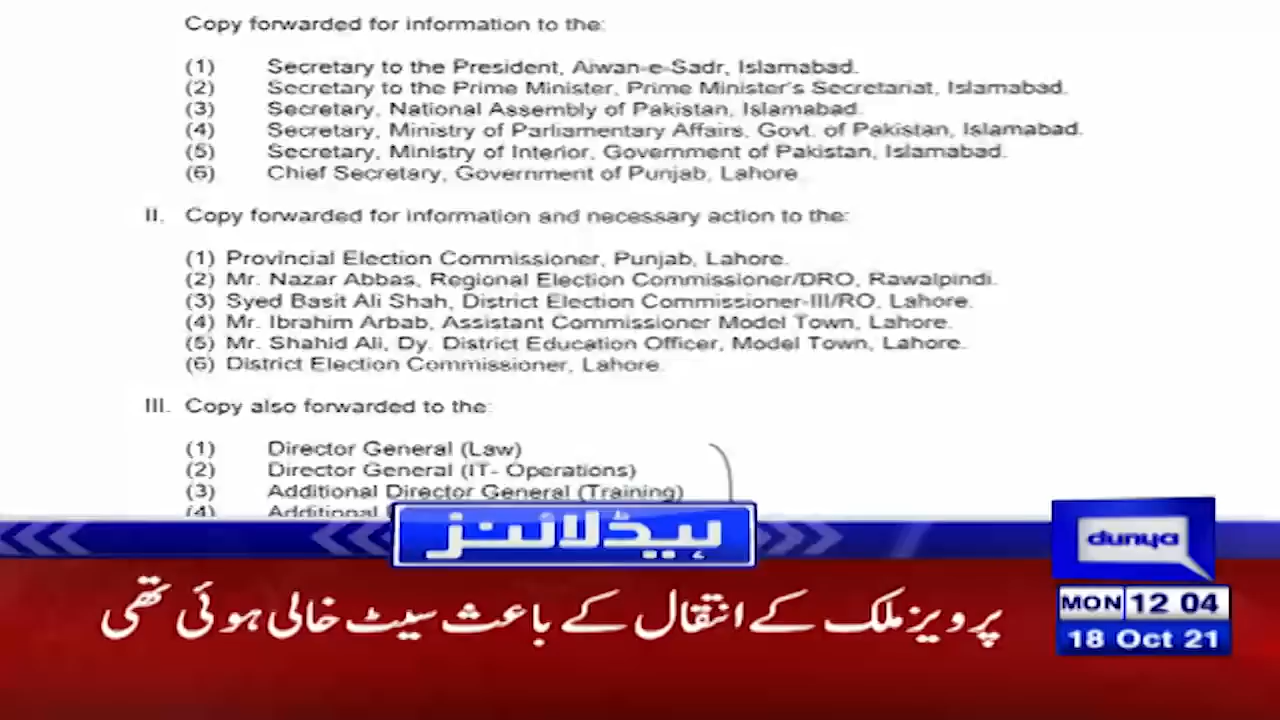 Copy forwarded for information to the:
(1) Secretary to the President, Aiwan-e-Sadr, Islamabad.
(2) Secretary to the Prime Minister, Prime Minister's Secretariat, Islamabad.
(3) Secretary, National Assembly of Pakistan, Islamabad.
(4) Secretary, Ministry of Parliamentary Affairs, Govt. of Pakistan, Islamabad.
(5) Secretary, Ministry of Interior, Government of Pakistan, Islamabad.
(6) Chief Secretary, Government of Punjab, Lahore.
II. Copy forwarded for information and necessary action to the:
(1) Provincial Election Commissioner, Punjab, Lahore.
(2) Mr. Nazar Abbas, Regional Election Commissioner/DRO, Rawalpindi.
(3) Syed Basit Ali Shah, District Election Commissioner-III/RO, Lahore.
(4) Mr. Ibrahim Arbab, Assistant Commissioner Model Town, Lahore.
(5) Mr. Shahid Ali, Dy. District Education Officer, Model Town, Lahore.
(6) District Election Commissioner, Lahore.
III. Copy also forwarded to the:
(1) Director General (Law)
(2) Director General (IT- Operations)
(3) Additional Director General (Training)
(4) Additional
ہیڈلائنز
dunya
پرویز ملک کے انتقال کے باعث سیٹ خالی ہوئی تھی
MON 12 04
18 Oct 21